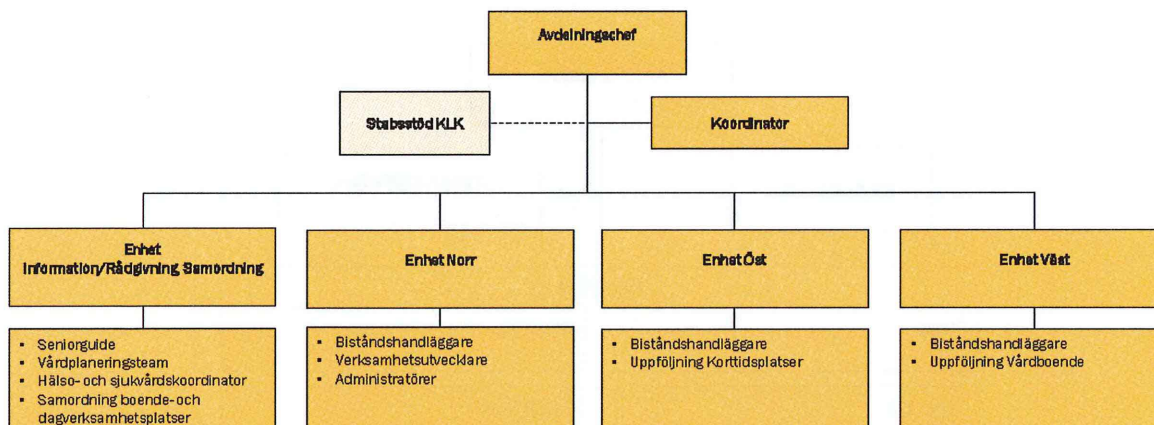 Avdelningschef
Stabsstöd KLK
Koordinator
Enhet
Information/Rådgivning, Samordning
Enhet Norr
Enhet Öst
Enhet Väst
▪ Seniorguide
▪ Vårdplaneringsteam
▪ Hälso- och sjukvårdskoordinator
▪ Samordning boende- och
dagverksamhetsplatser
▪ Biståndshandläggare
▪ Verksamhetsutvecklare
▪ Administratörer
▪ Biståndshandläggare
▪ Uppföljning Korttidsplatser
▪ Biståndshandläggare
▪ Uppföljning Vårdboende